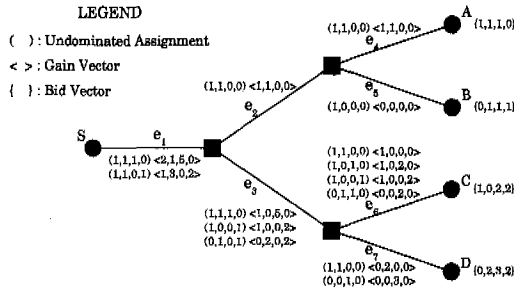 LEGEND
( ) : Undominated Assignment
< > : Gain Vector
{ } : Bid Vector
A {1,1,1,0}
(1,1,0,0) <1,1,0,0>
e4
e5
(1,0,0,0) <0,0,0,0>
B {0,1,1,1}
(1,1,0,0) <1,1,0,0>
e2
S
e1
(1,1,1,0) <2,1,5,0>
(1,1,0,1) <1,3,0,2>
e3
(1,1,1,0) <1,0,5,0>
(1,0,0,1) <1,0,0,2>
(0,1,0,1) <0,2,0,2>
(1,1,0,0) <1,0,0,0>
(1,0,1,0) <1,0,2,0>
(1,0,0,1) <1,0,0,2>
(0,1,1,0) <0,0,2,0>
C {1,0,2,2}
e6
e7
(1,1,0,0) <0,2,0,0>
(0,0,1,0) <0,0,3,0>
D {0,2,3,2}